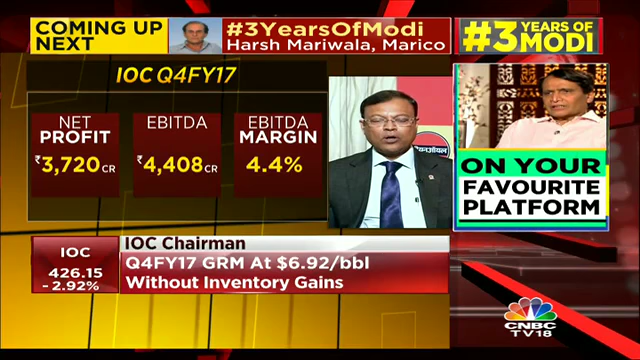 COMING UP
NEXT
#3YearsOfModi
Harsh Mariwala, Marico
#3 YEARS OF
MODI
IOC Q4FY17
NET
PROFIT
₹3,720 CR
EBITDA
₹4,408 CR
EBITDA
MARGIN
4.4%
ON YOUR
FAVOURITE
PLATFORM
IOC
426.15
- 2.92%
IOC Chairman
Q4FY17 GRM At $6.92/bbl
Without Inventory Gains
CNBC
TV18